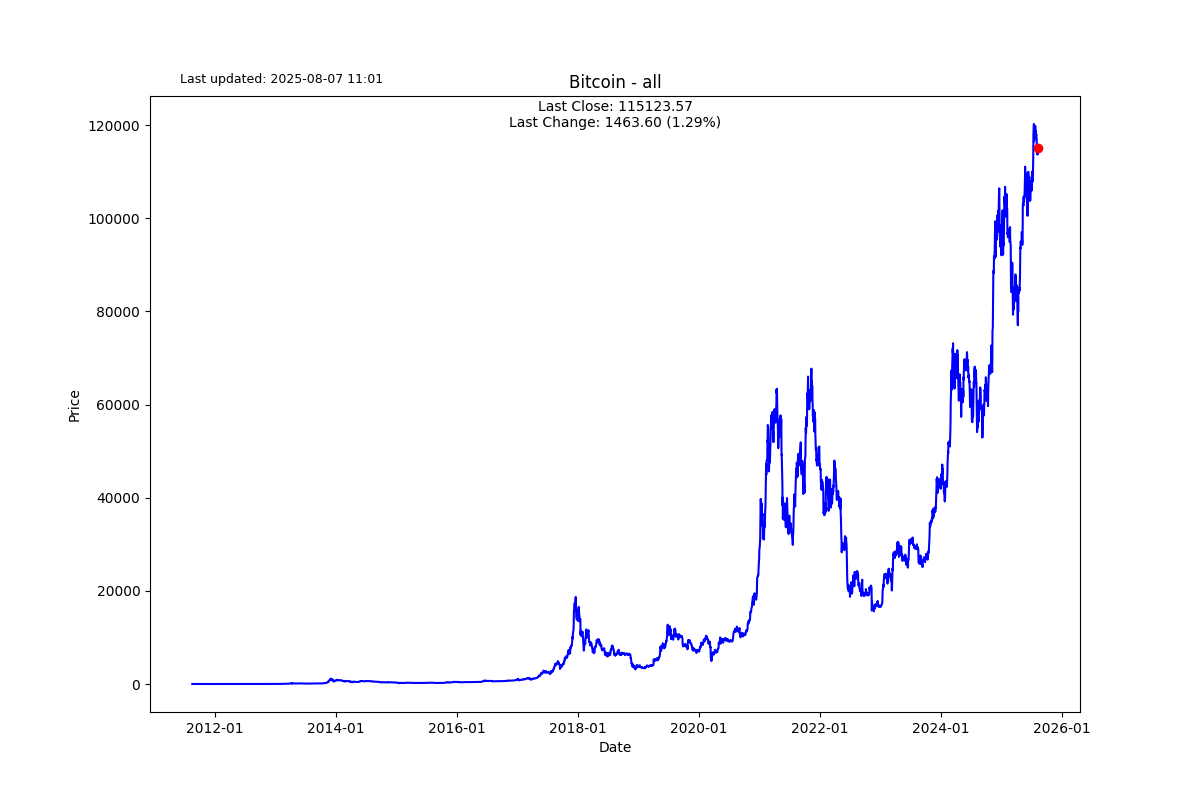 Last updated: 2025-08-07 11:01
Bitcoin - all
Last Close: 115123.57
Last Change: 1463.60 (1.29%)
120000
100000
80000
60000
40000
20000
0
Price
2012-01 2014-01 2016-01 2018-01 2020-01 2022-01 2024-01 2026-01
Date